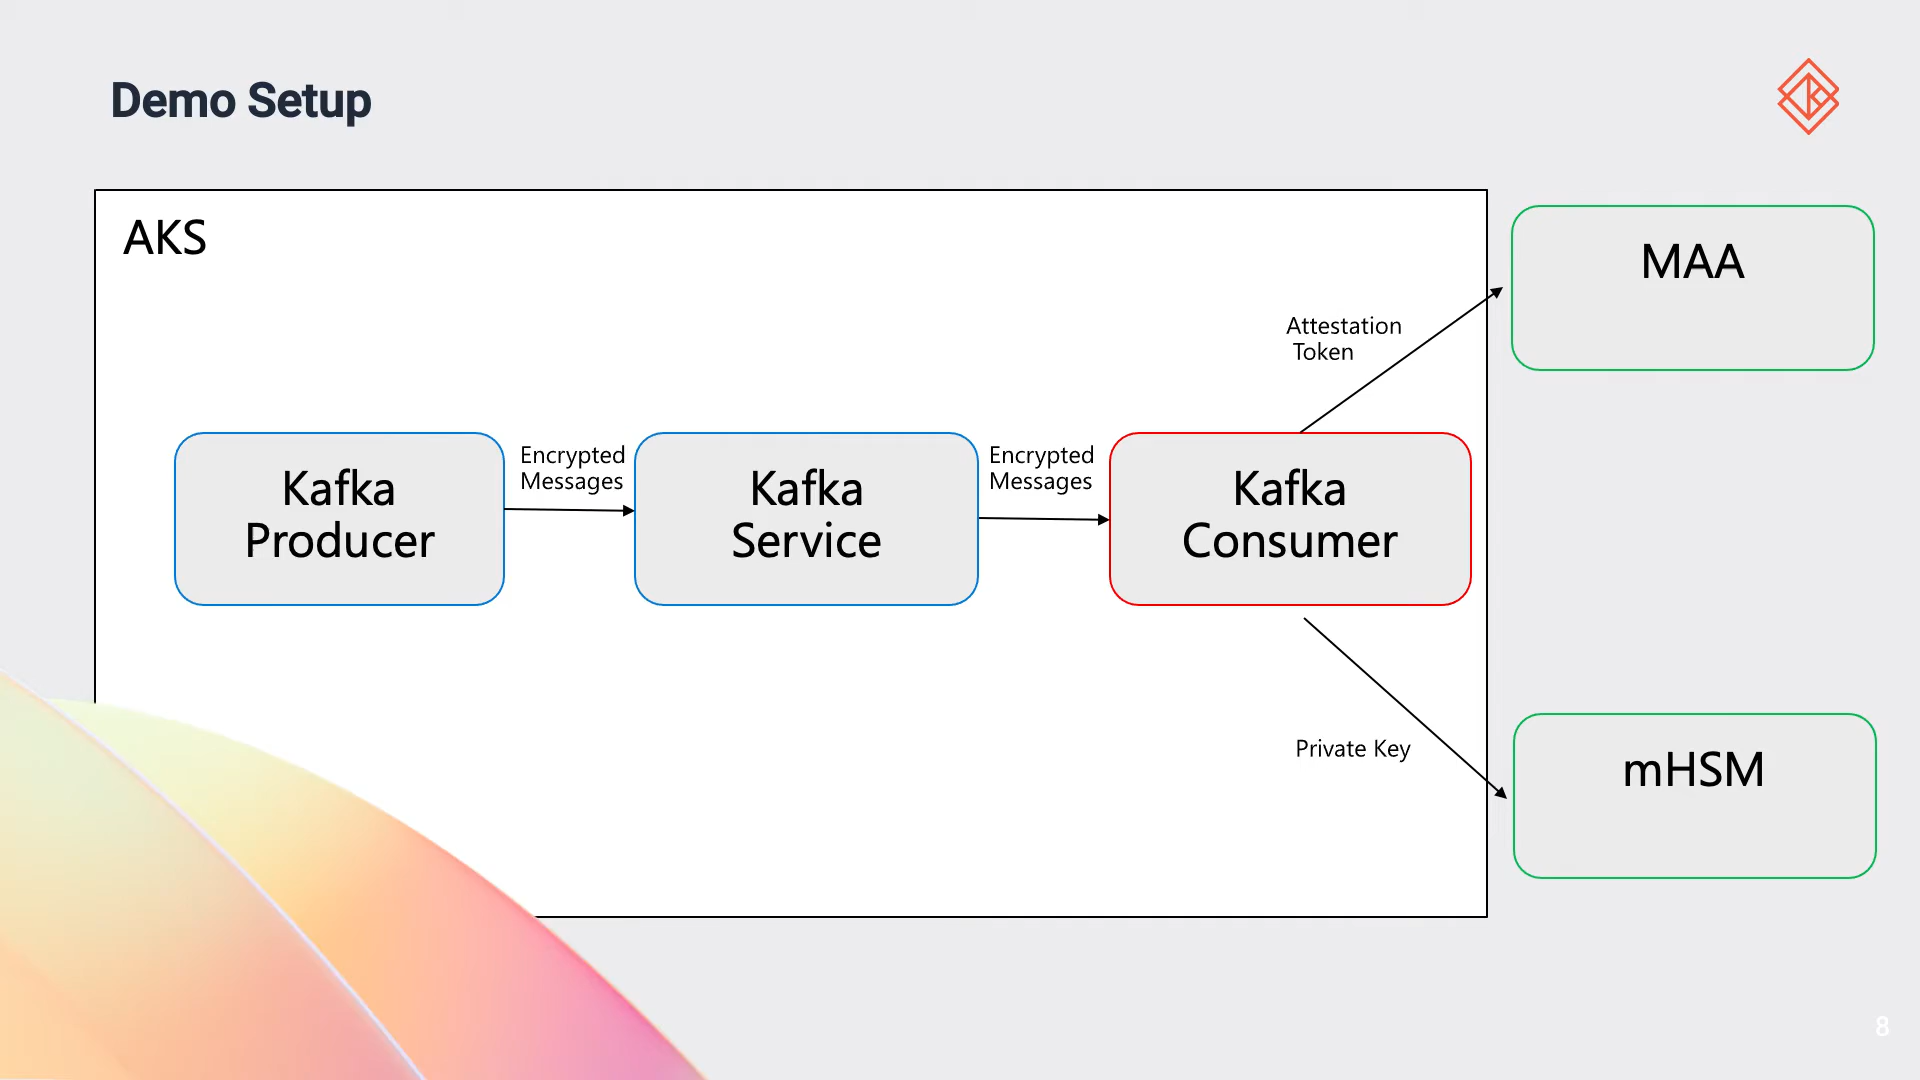 Demo Setup
AKS
MAA
Attestation
Token
Kafka
Producer
Encrypted
Messages
Kafka
Service
Encrypted
Messages
Kafka
Consumer
Private Key
mHSM
8